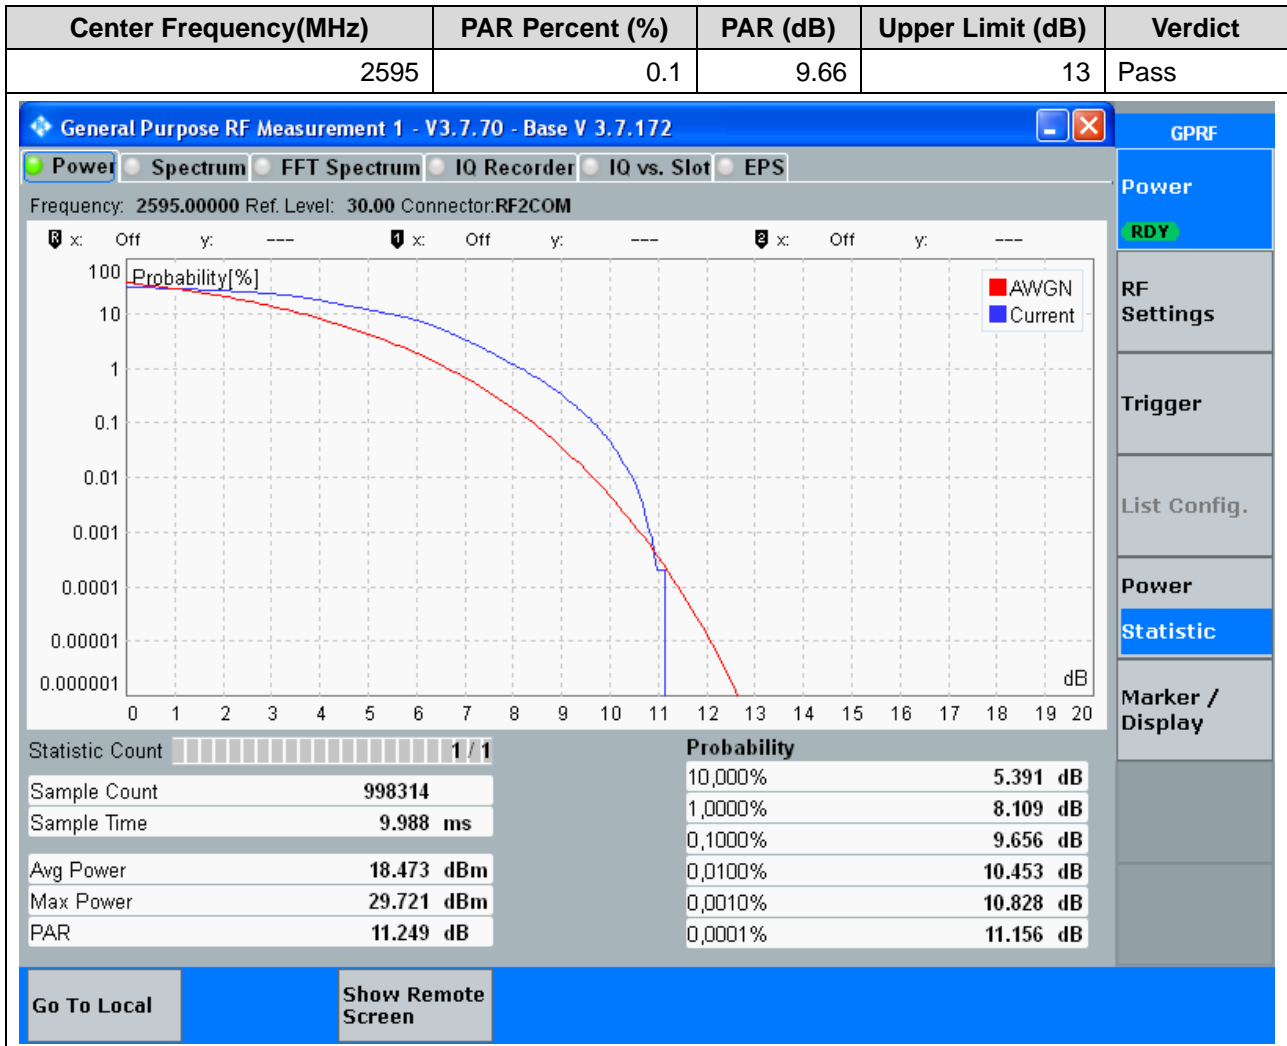 Center Frequency(MHz) PAR Percent (%) PAR (dB) Upper Limit (dB) Verdict
2595 0.1 9.66 13 Pass
General Purpose RF Measurement 1 - V3.7.70 - Base V 3.7.172
GPRF
Power Spectrum FFT Spectrum IQ Recorder IQ vs. Slot EPS
Frequency: 2595.00000 Ref. Level: 30.00 Connector:RF2COM
R x: Off y: --- 1 x: Off y: --- 2 x: Off y: ---
Probability[%]
100
10
1
0.1
0.01
0.001
0.0001
0.00001
0.000001
AWGN
Current
dB
0 1 2 3 4 5 6 7 8 9 10 11 12 13 14 15 16 17 18 19 20
Statistic Count 1 / 1
Sample Count 998314
Sample Time 9.988 ms
Avg Power 18.473 dBm
Max Power 29.721 dBm
PAR 11.249 dB
Probability
10,000% 5.391 dB
1,0000% 8.109 dB
0,1000% 9.656 dB
0,0100% 10.453 dB
0,0010% 10.828 dB
0,0001% 11.156 dB
Power
RDY
RF
Settings
Trigger
List Config.
Power
Statistic
Marker /
Display
Go To Local
Show Remote
Screen